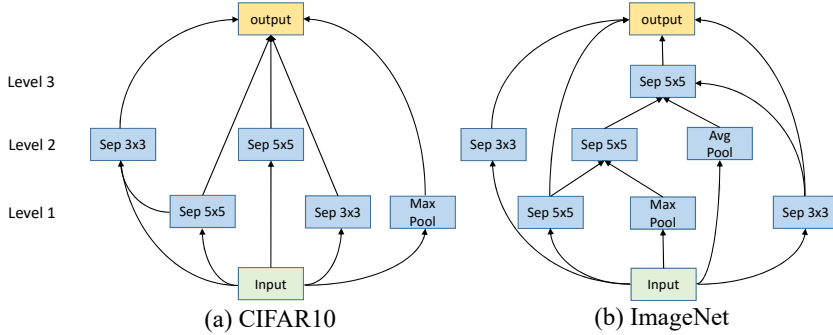 output
output
Level 3
Sep 5x5
Level 2
Sep 3x3
Sep 5x5
Sep 3x3
Sep 5x5
Avg
Pool
Level 1
Sep 5x5
Sep 3x3
Max
Pool
Sep 5x5
Max
Pool
Sep 3x3
Input
Input
(a) CIFAR10
(b) ImageNet